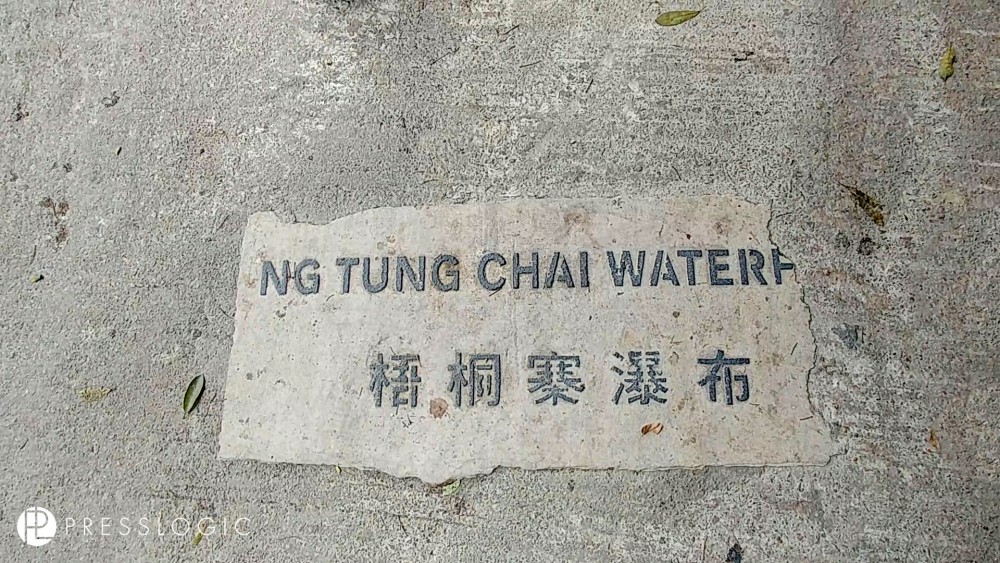 NG TUNG CHAI WATERF
梧桐寨瀑布
PRESSLOGIC